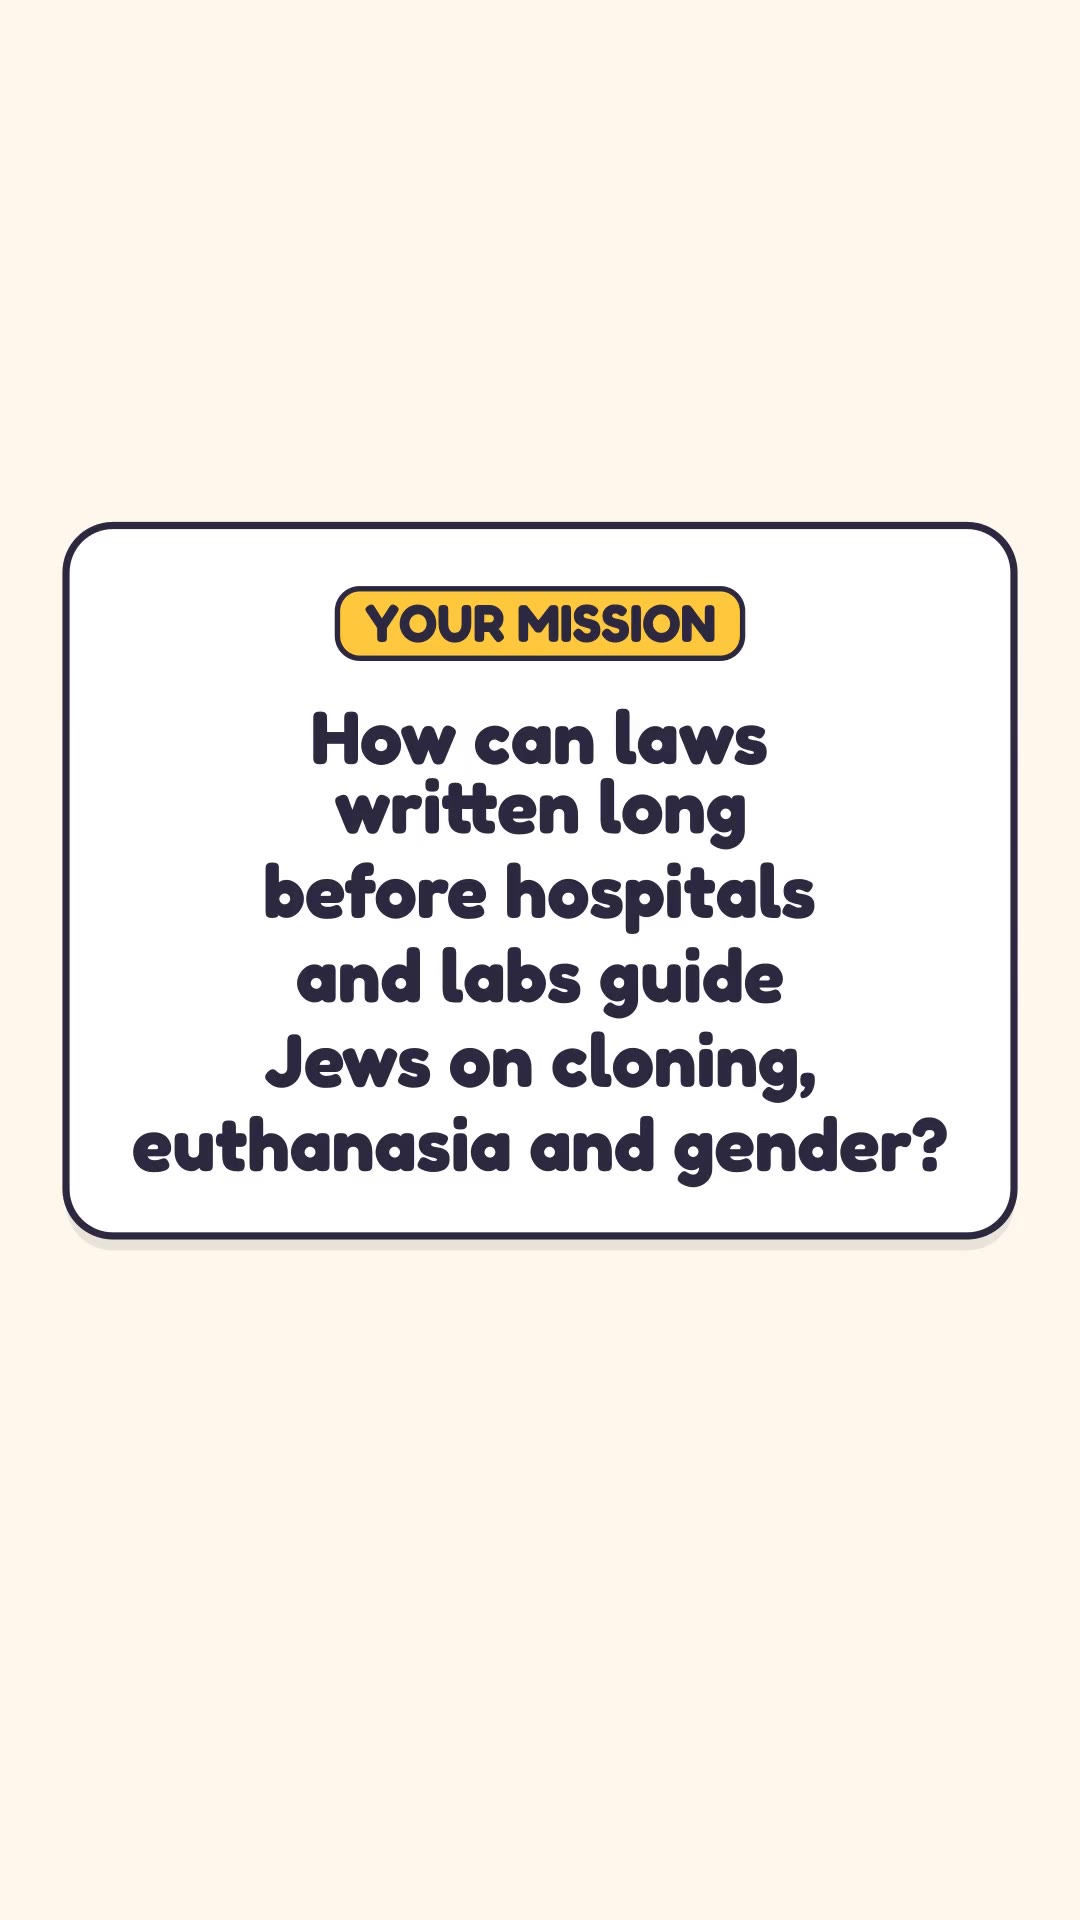 YOUR MISSION
How can laws
written long
before hospitals
and labs guide
Jews on cloning,
euthanasia and gender?